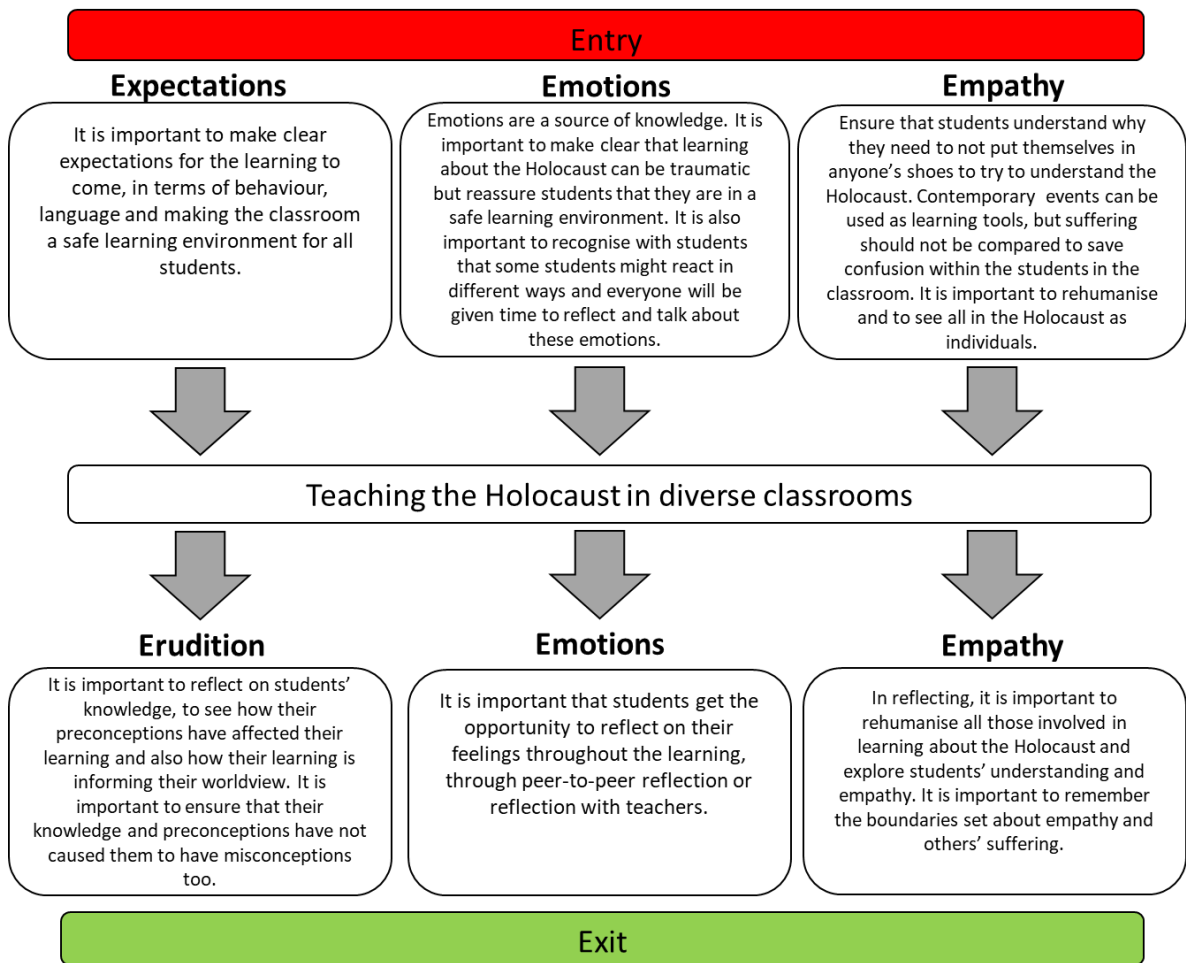 Entry
Expectations
It is important to make clear
expectations for the learning to
come, in terms of behaviour,
language and making the classroom
a safe learning environment for all
students.
Emotions
Emotions are a source of knowledge. It is
important to make clear that learning
about the Holocaust can be traumatic
but reassure students that they are in a
safe learning environment. It is also
important to recognise with students
that some students might react in
different ways and everyone will be
given time to reflect and talk about
these emotions.
Empathy
Ensure that students understand why
they need to not put themselves in
anyone's shoes to try to understand the
Holocaust. Contemporary events can be
used as learning tools, but suffering
should not be compared to save
confusion within the students in the
classroom. It is important to rehumanise
and to see all in the Holocaust as
individuals.
Teaching the Holocaust in diverse classrooms
Erudition
It is important to reflect on students'
knowledge, to see how their
preconceptions have affected their
learning and also how their learning is
informing their worldview. It is
important to ensure that their
knowledge and preconceptions have not
caused them to have misconceptions
too.
Emotions
It is important that students get the
opportunity to reflect on their
feelings throughout the learning,
through peer-to-peer reflection or
reflection with teachers.
Empathy
In reflecting, it is important to
rehumanise all those involved in
learning about the Holocaust and
explore students' understanding and
empathy. It is important to remember
the boundaries set about empathy and
others' suffering.
Exit